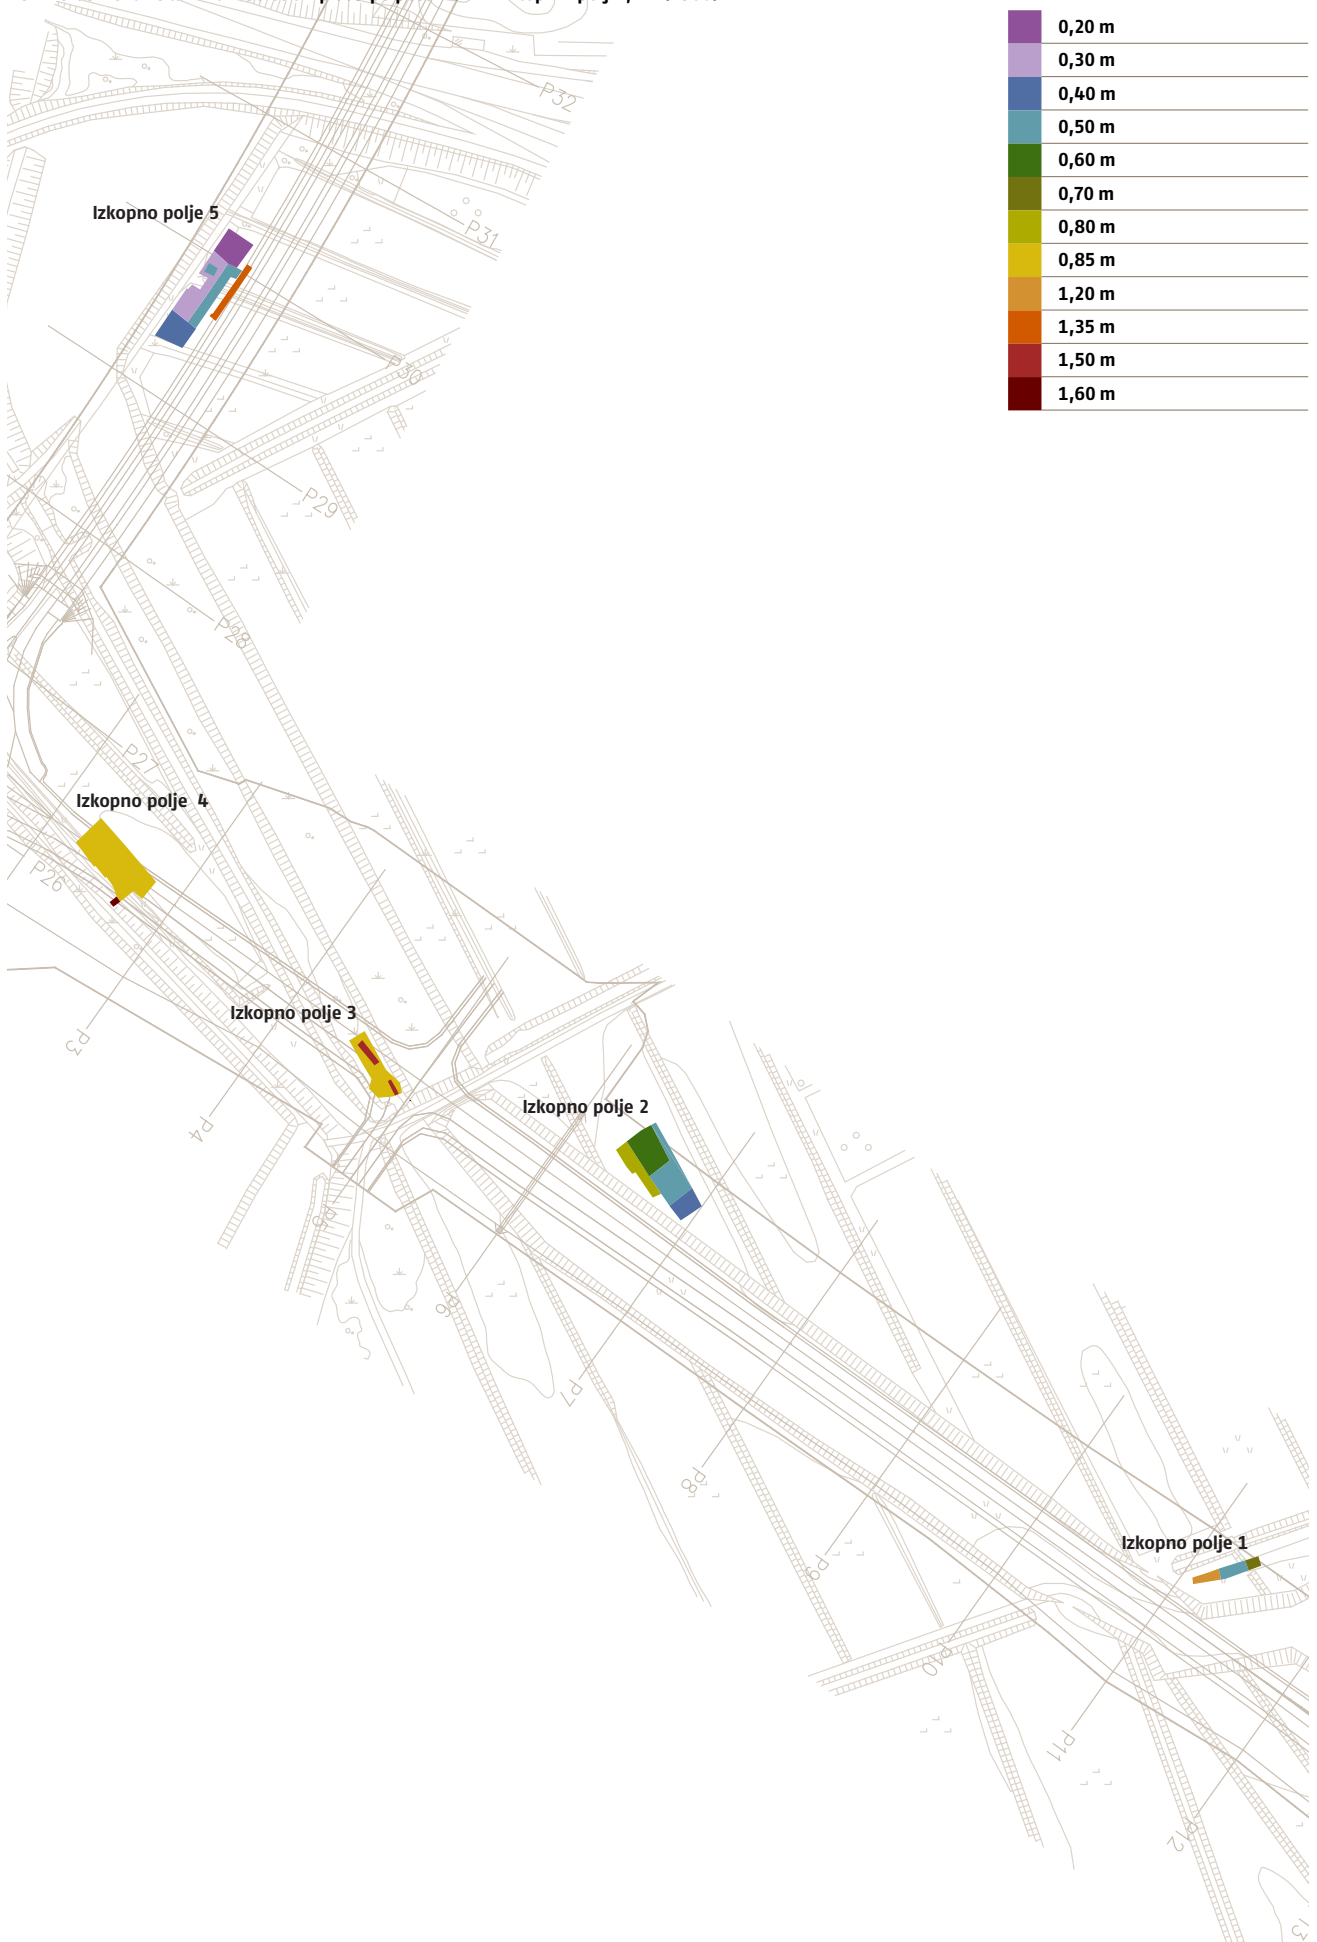 0,20 m
0,30 m
0,40 m
0,50 m
0,60 m
0,70 m
0,80 m
0,85 m
1,20 m
1,35 m
1,50 m
1,60 m
P32
Izkopno polje 5
P31
P30
P29
P28
P27
Izkopno polje 4
P26
Izkopno polje 3
P3
P4
Izkopno polje 2
P5
P6
P7
P8
Izkopno polje 1
P9
P10
P11
P12